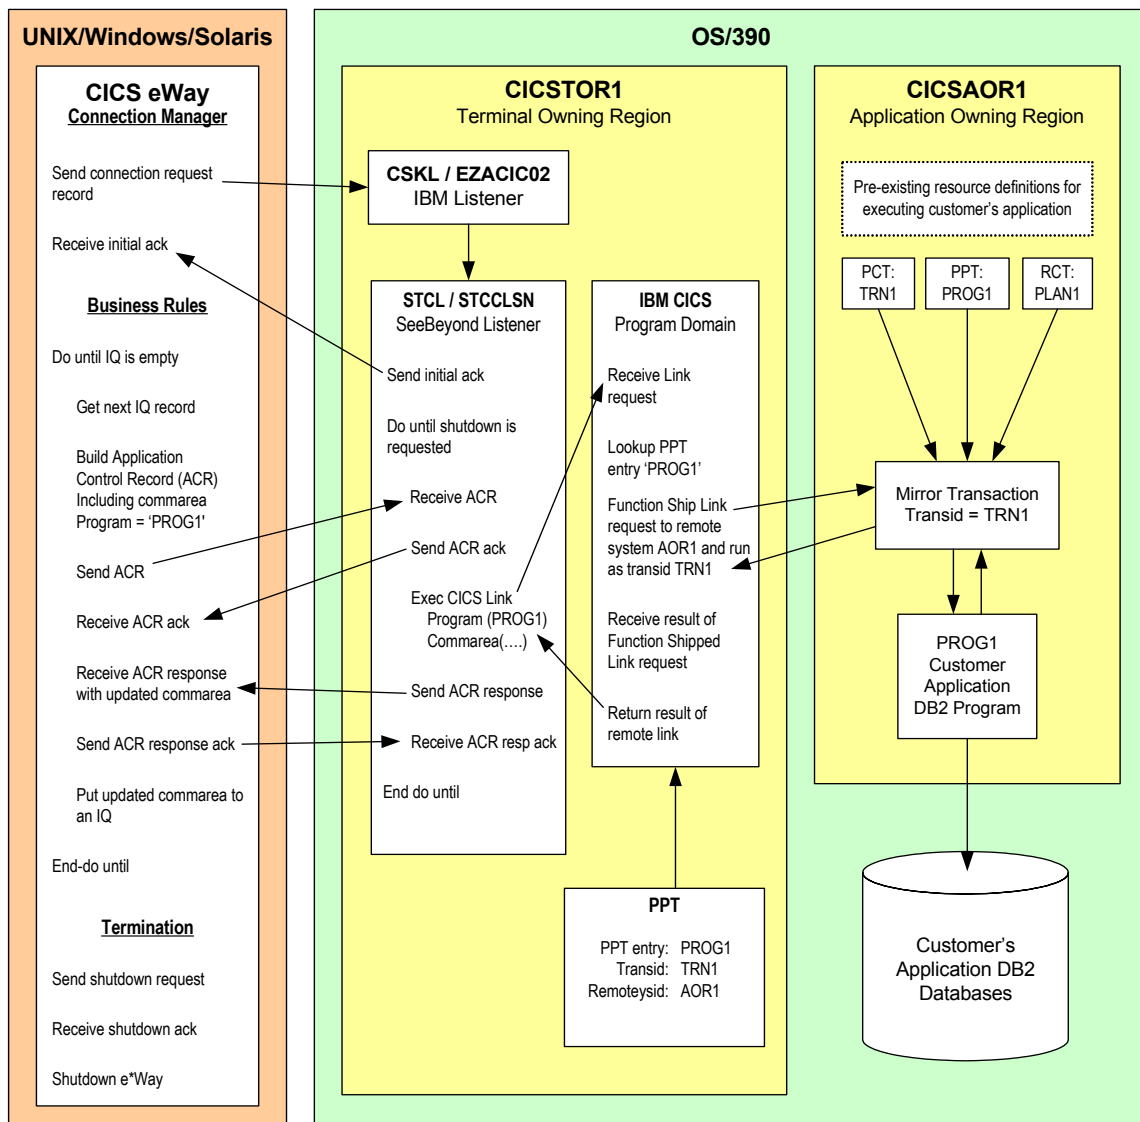 UNIX/Windows/Solaris
CICS eWay
Connection Manager
Send connection request
record
Receive initial ack
Business Rules
Do until IQ is empty
Get next IQ record
Build Application
Control Record (ACR)
Including commarea
Program = ‘PROG1'
Send ACR
Receive ACR ack
Receive ACR response
with updated commarea
Send ACR response ack
Put updated commarea to
an IQ
End-do until
Termination
Send shutdown request
Receive shutdown ack
Shutdown e*Way
OS/390
CICSTOR1
Terminal Owning Region
CSKL / EZACIC02
IBM Listener
STCL / STCCLSN
SeeBeyond Listener
Send initial ack
Do until shutdown is
requested
Receive ACR
Send ACR ack
Exec CICS Link
Program (PROG1)
Commarea(....)
Send ACR response
Receive ACR resp ack
End do until
IBM CICS
Program Domain
Receive Link
request
Lookup PPT
entry ‘PROG1’
Function Ship Link
request to remote
system AOR1 and run
as transid TRN1
Receive result of
Function Shipped
Link request
Return result of
remote link
PPT
PPT entry: PROG1
Transid: TRN1
Remoteysid: AOR1
CICSAOR1
Application Owning Region
Pre-existing resource definitions for
executing customer’s application
PCT:
TRN1
PPT:
PROG1
RCT:
PLAN1
Mirror Transaction
Transid = TRN1
PROG1
Customer
Application
DB2 Program
Customer’s
Application DB2
Databases